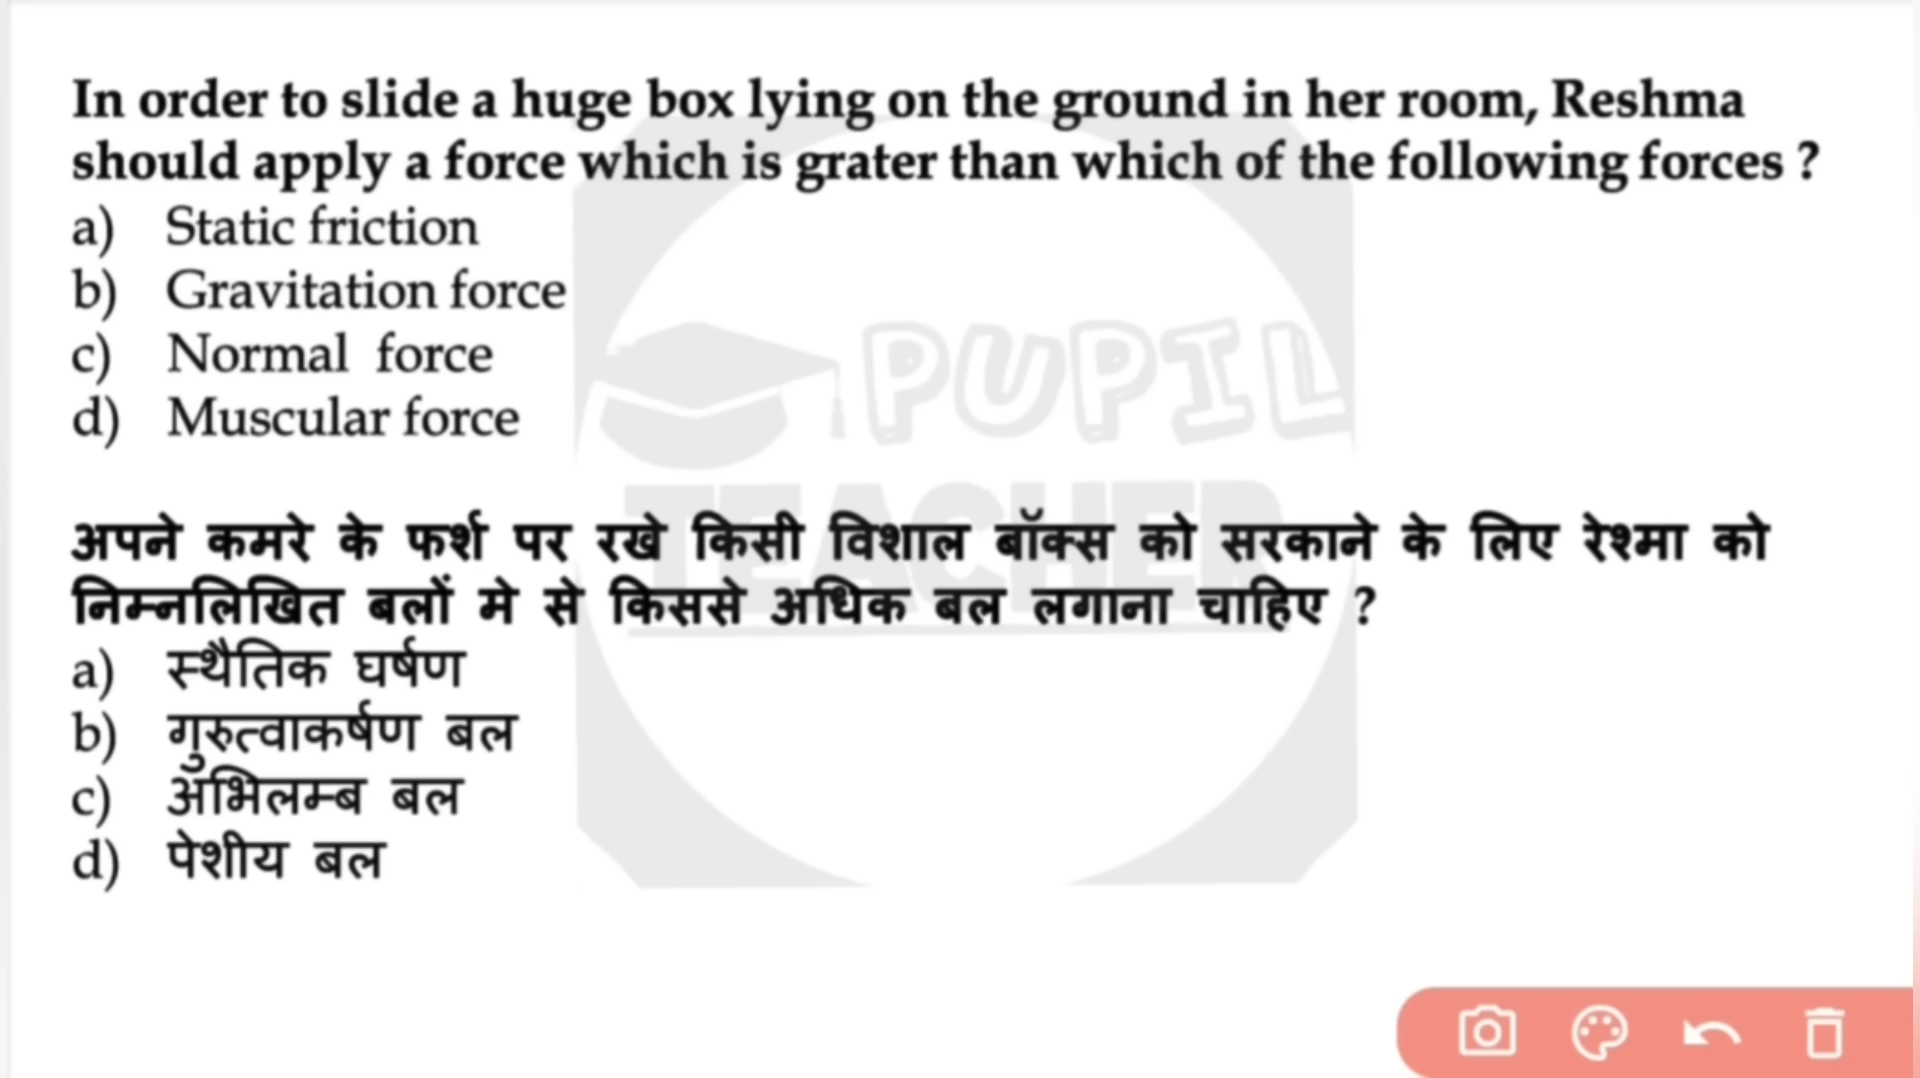 In order to slide a huge box lying on the ground in her room, Reshma
should apply a force which is grater than which of the following forces ?
a) Static friction
b) Gravitation force
c) Normal force
d) Muscular force
PUPIL
TEACHER
अपने कमरे के फर्श पर रखे किसी विशाल बॉक्स को सरकाने के लिए रेश्मा को
निम्नलिखित बलों मे से किससे अधिक बल लगाना चाहिए ?
a) स्थैतिक घर्षण
b) गुरुत्वाकर्षण बल
c) अभिलम्ब बल
d) पेशीय बल